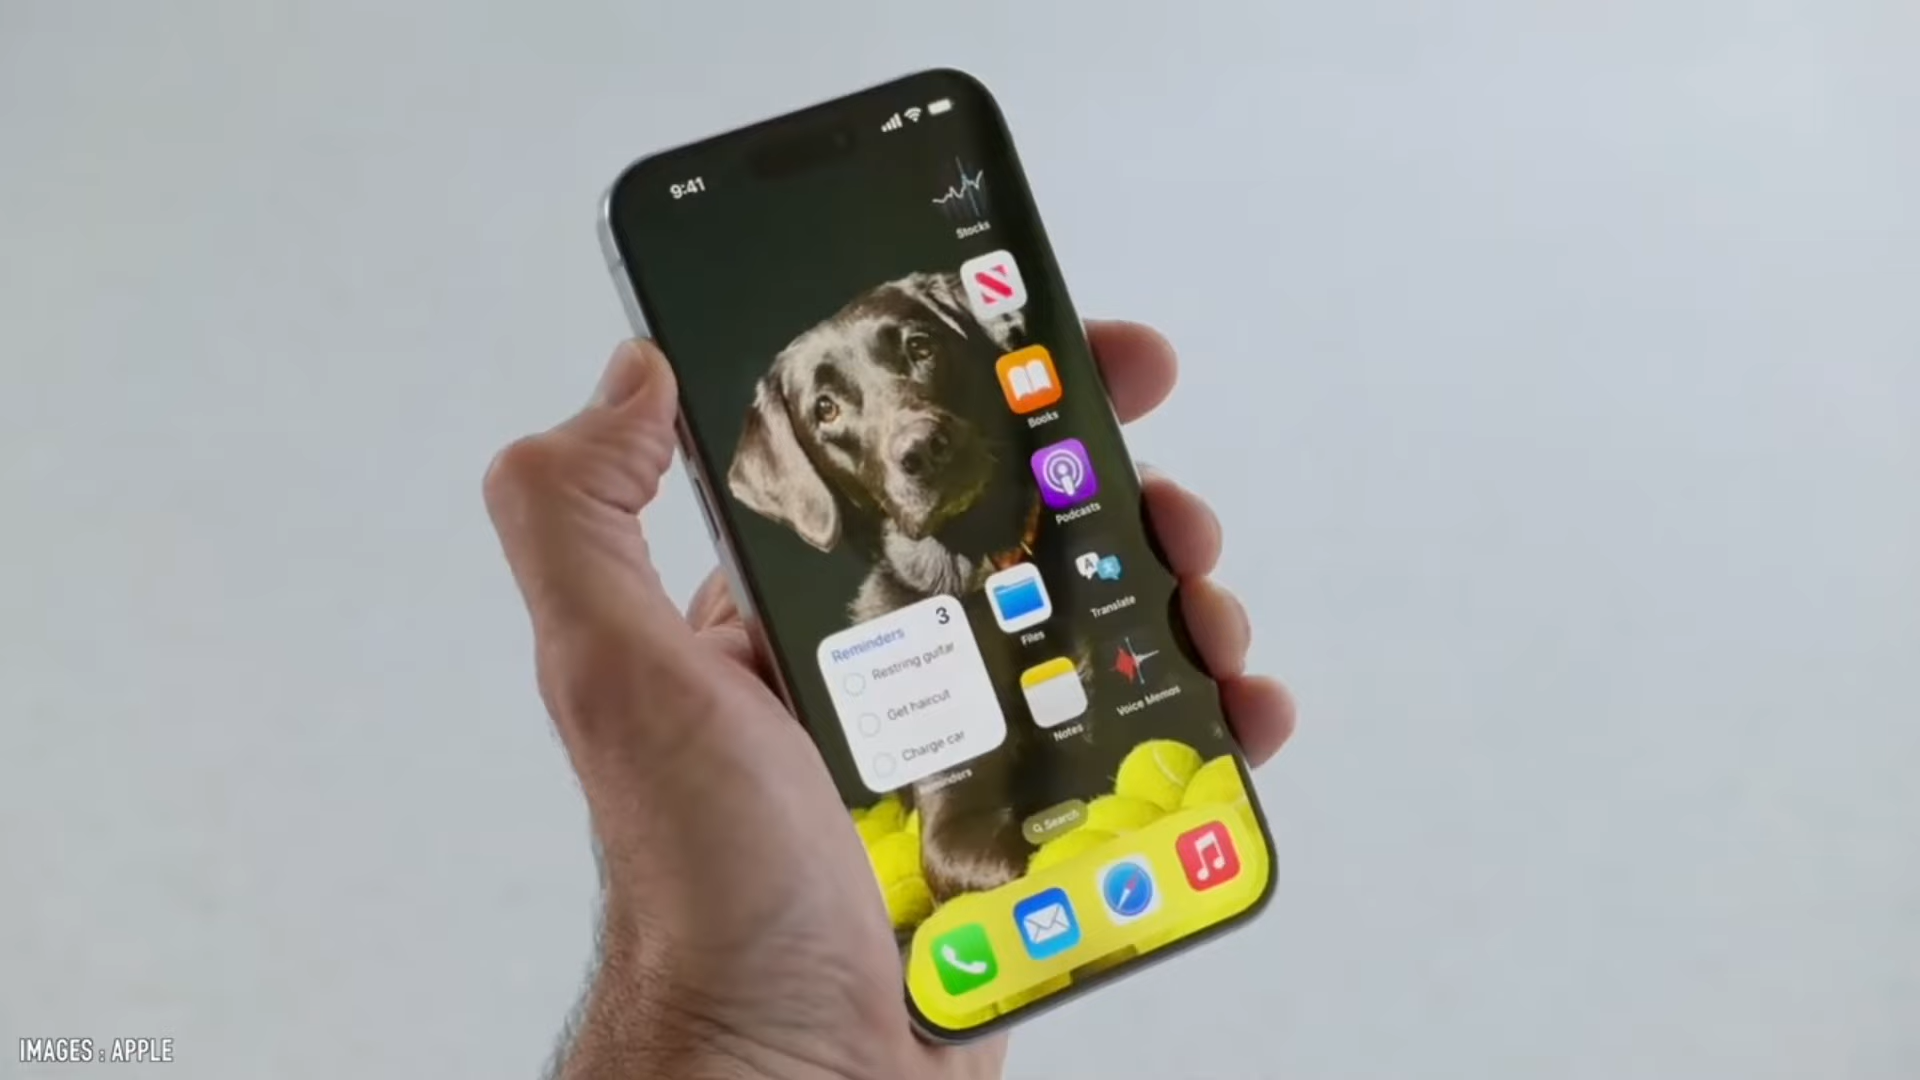 9:41
Stocks
Books
Podcasts
Translate
Files
Voice Memos
Notes
Reminders 3
Restring guitar
Get haircut
Charge car
Search
IMAGES : APPLE